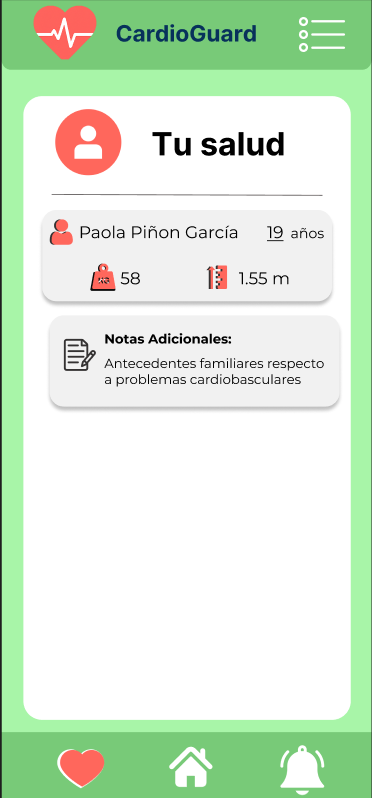 CardioGuard
Tu salud
Paola Piñon García 19 años
58 1.55 m
Notas Adicionales:
Antecedentes familiares respecto
a problemas cardiobasculares